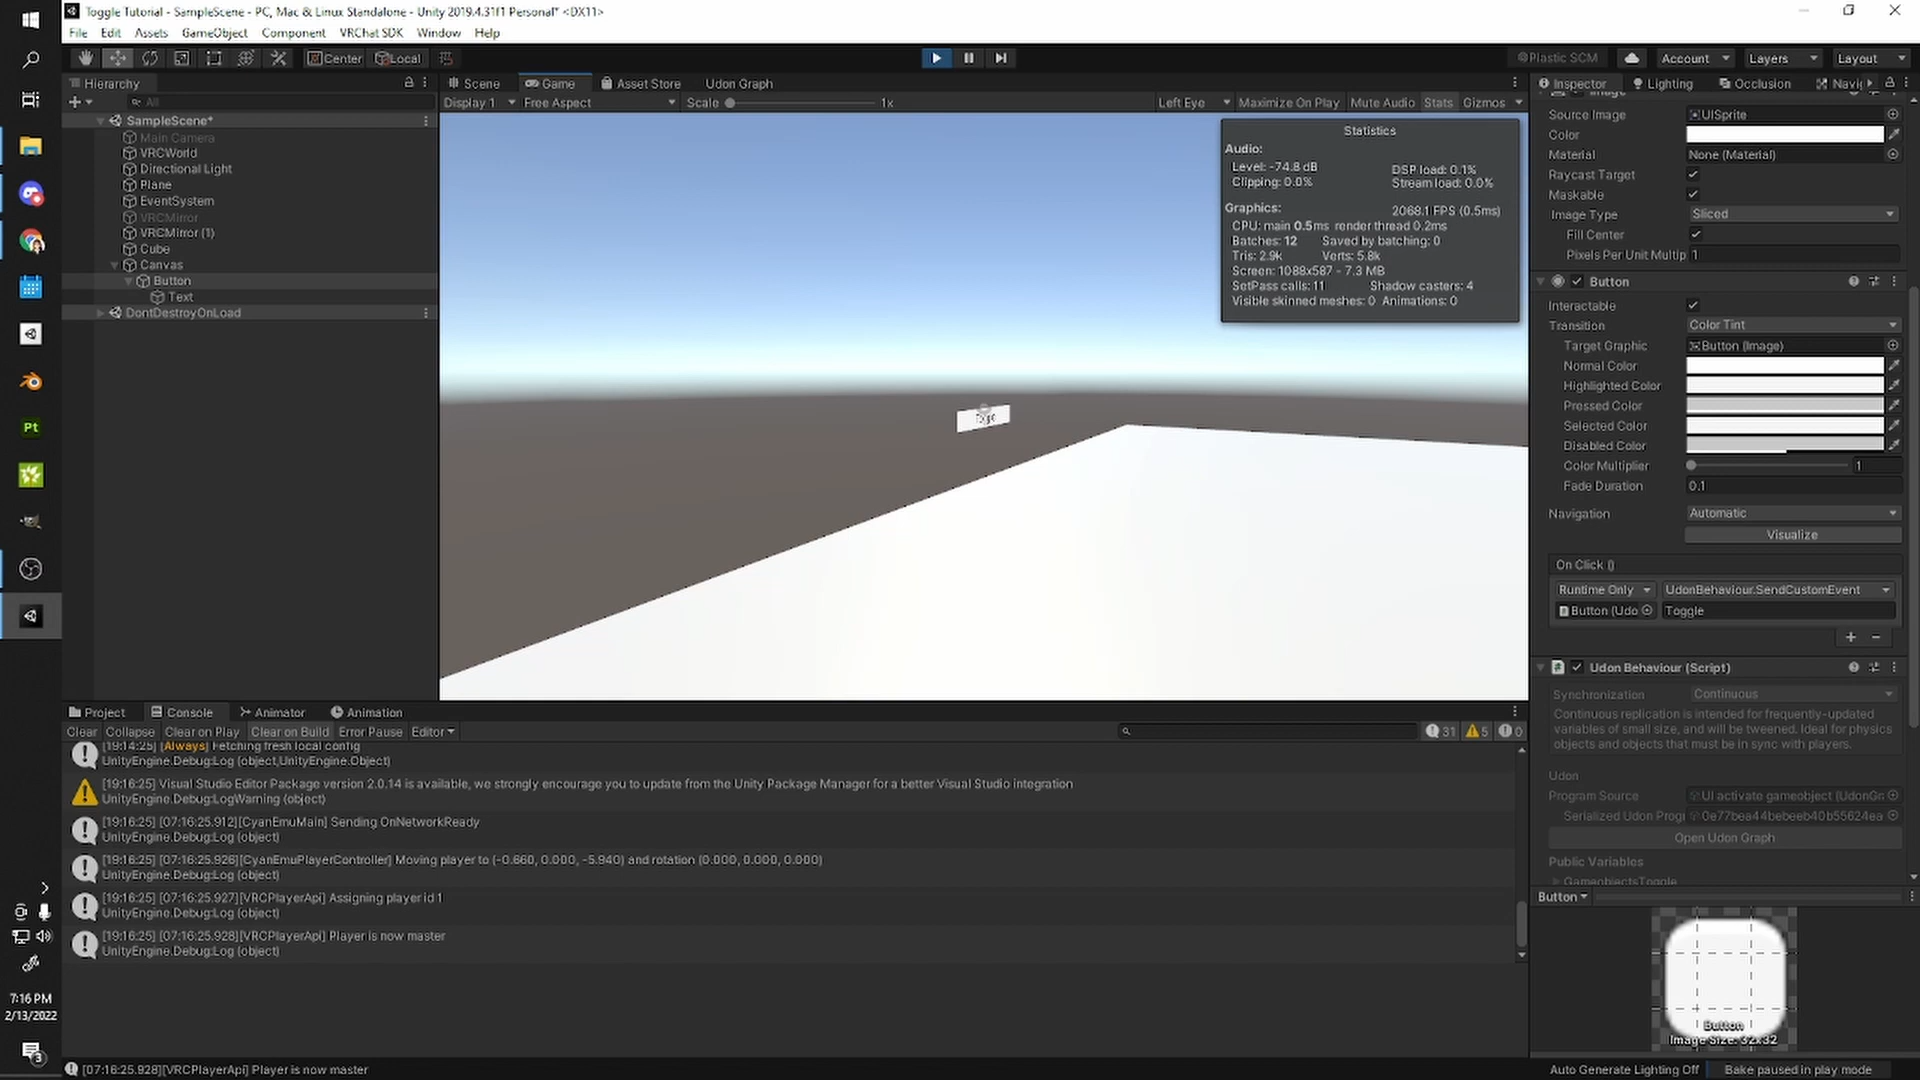 Toggle Tutorial - SampleScene - PC, Mac & Linux Standalone - Unity 2019.4.31f1 Personal* <DX11>
File Edit Assets GameObject Component VRChat SDK Window Help
Center Local
Plastic SCM Account Layers Layout
Hierarchy
All
SampleScene*
Main Camera
VRCWorld
Directional Light
Plane
EventSystem
VRCMirror
VRCMirror (1)
Cube
Canvas
Button
Text
DontDestroyOnLoad
Scene Game Asset Store Udon Graph
Display 1 Free Aspect Scale 1x Left Eye Maximize On Play Mute Audio Stats Gizmos
Statistics
Audio:
Level: -74.8 dB DSP load: 0.1%
Clipping: 0.0% Stream load: 0.0%
Graphics: 2068.1 FPS (0.5ms)
CPU: main 0.5ms render thread 0.2ms
Batches: 12 Saved by batching: 0
Tris: 2.9k Verts: 5.8k
Screen: 1088x587 - 7.3 MB
SetPass calls: 11 Shadow casters: 4
Visible skinned meshes: 0 Animations: 0
Inspector Lighting Occlusion Navi
Image
Source Image UISprite
Color
Material None (Material)
Raycast Target
Maskable
Image Type Sliced
Fill Center
Pixels Per Unit Multip 1
Button
Interactable
Transition Color Tint
Target Graphic Button (Image)
Normal Color
Highlighted Color
Pressed Color
Selected Color
Disabled Color
Color Multiplier 1
Fade Duration 0.1
Navigation Automatic
Visualize
On Click ()
Runtime Only UdonBehaviour.SendCustomEvent
Button (Udo Toggle
+ -
Udon Behaviour (Script)
Synchronization Continuous
Continuous replication is intended for frequently-updated
variables of small size, and will be tweened. Ideal for physics
objects and objects that must be in sync with players.
Udon
Program Source UI activate gameobject (UdonGr
Serialized Udon Progr 0e77bea44bebeeb40b55624ea
Open Udon Graph
Public Variables
GameobjectsToggle
Button
Button
Image Size: 32x32
Project Console Animator Animation
Clear Collapse Clear on Play Clear on Build Error Pause Editor 31 5 0
[19:14:25] [Always] Fetching fresh local config
UnityEngine.Debug:Log (object,UnityEngine.Object)
[19:16:25] Visual Studio Editor Package version 2.0.14 is available, we strongly encourage you to update from the Unity Package Manager for a better Visual Studio integration
UnityEngine.Debug:LogWarning (object)
[19:16:25] [07:16:25.912][CyanEmuMain] Sending OnNetworkReady
UnityEngine.Debug:Log (object)
[19:16:25] [07:16:25.926][CyanEmuPlayerController] Moving player to (-0.660, 0.000, -5.940) and rotation (0.000, 0.000, 0.000)
UnityEngine.Debug:Log (object)
[19:16:25] [07:16:25.927][VRCPlayerApi] Assigning player id 1
UnityEngine.Debug:Log (object)
[19:16:25] [07:16:25.928][VRCPlayerApi] Player is now master
UnityEngine.Debug:Log (object)
[07:16:25.928][VRCPlayerApi] Player is now master
Auto Generate Lighting Off Bake paused in play mode
Pt
7:16 PM
2/13/2022
3